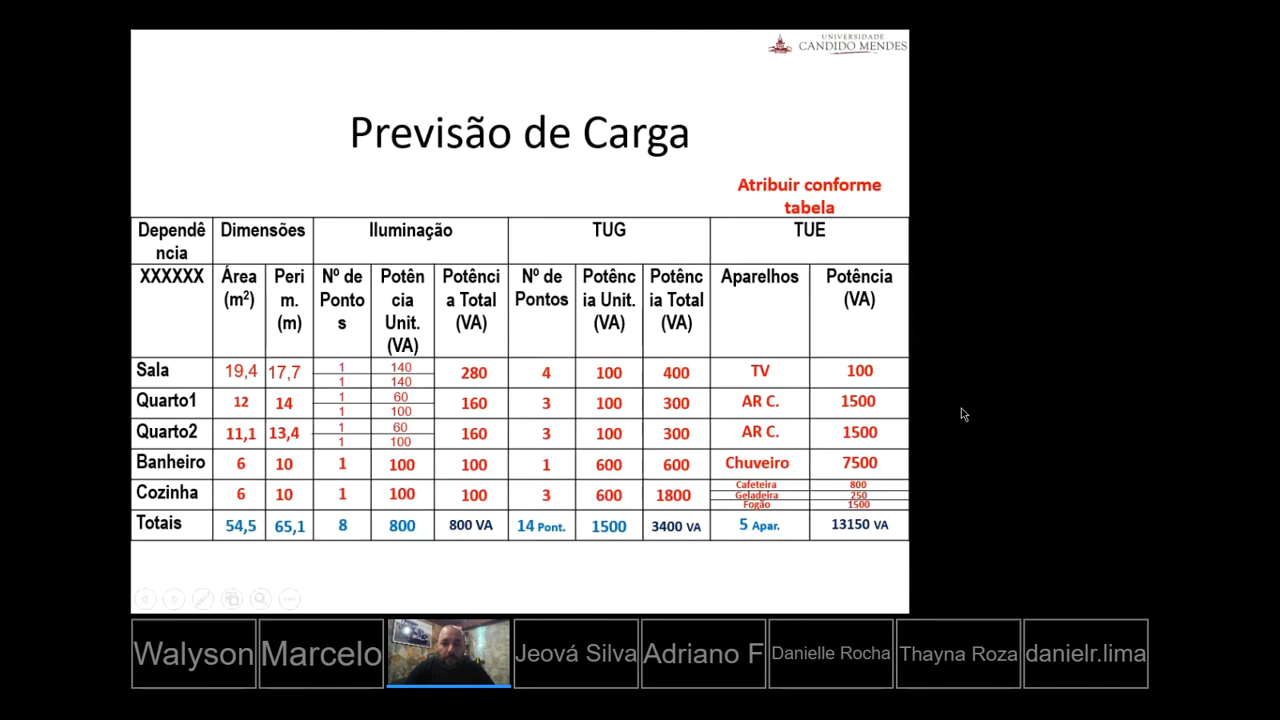 UNIVERSIDADE
CANDIDO MENDES
Previsão de Carga
Atribuir conforme
tabela
Dependê
ncia
Dimensões
Iluminação
TUG
TUE
XXXXXX
Área
(m²)
Peri
m.
(m)
Nº de
Ponto
s
Potên
cia
Unit.
(VA)
Potênci
a Total
(VA)
Nº de
Pontos
Potênc
ia Unit.
(VA)
Potênc
ia Total
(VA)
Aparelhos
Potência
(VA)
Sala 19,4 17,7 1 140 280 4 100 400 TV 100
1 140
Quarto1 12 14 1 60 160 3 100 300 AR C. 1500
1 100
Quarto2 11,1 13,4 1 60 160 3 100 300 AR C. 1500
1 100
Banheiro 6 10 1 100 100 1 600 600 Chuveiro 7500
Cozinha 6 10 1 100 100 3 600 1800 Cafeteira 800
Geladeira 250
Fogão 1500
Totais 54,5 65,1 8 800 800 VA 14 Pont. 1500 3400 VA 5 Apar. 13150 VA
Walyson
Marcelo
Jeová Silva
Adriano F
Danielle Rocha
Thayna Roza
danielr.lima